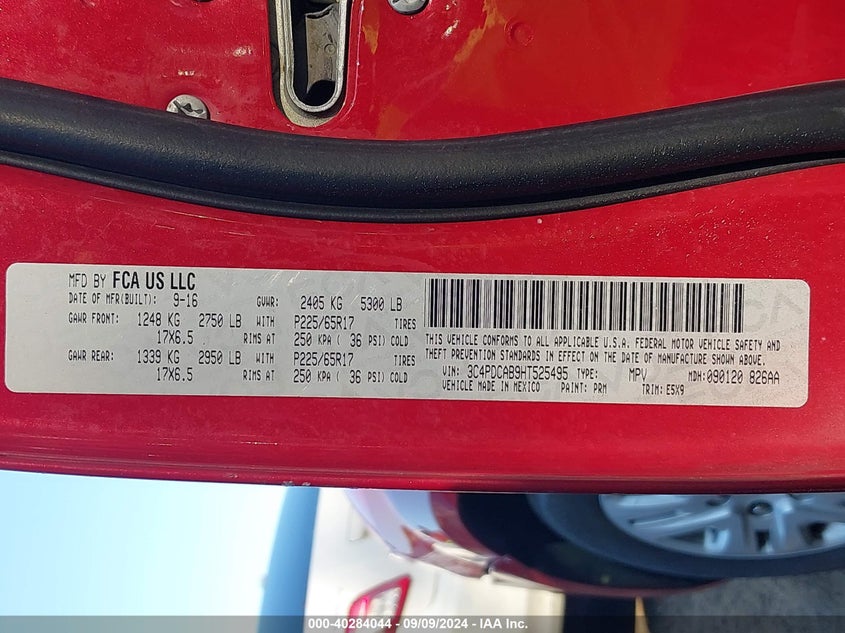 MFD BY FCA US LLC
DATE OF MFR(BUILT): 9-16 GVWR: 2405 KG 5300 LB
GAWR FRONT: 1248 KG 2750 LB WITH P225/65R17 TIRES
17X6.5 RIMS AT 250 KPA ( 36 PSI) COLD
GAWR REAR: 1339 KG 2950 LB WITH P225/65R17 TIRES
17X6.5 RIMS AT 250 KPA ( 36 PSI) COLD
THIS VEHICLE CONFORMS TO ALL APPLICABLE U.S.A. FEDERAL MOTOR VEHICLE SAFETY AND
THEFT PREVENTION STANDARDS IN EFFECT ON THE DATE OF MANUFACTURE SHOWN ABOVE.
VIN: 3C4PDCAB9HT525495 TYPE: MPV MDH: 090120 826AA
VEHICLE MADE IN MEXICO PAINT: PRM TRIM: E5X9
000-40284044 - 09/09/2024 - IAA Inc.